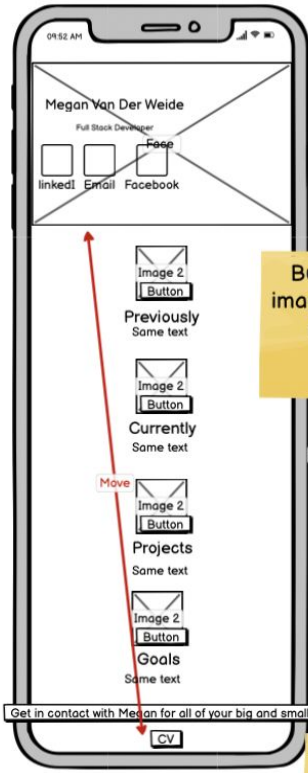 09:52 AM
Megan Van Der Weide
Full Stack Developer
Face
linkedI Email Facebook
Image 2
Button
Previously
Same text
Image 2
Button
Currently
Same text
Move
Image 2
Button
Projects
Same text
Image 2
Button
Goals
Same text
Get in contact with Megan for all of your big and small
CV